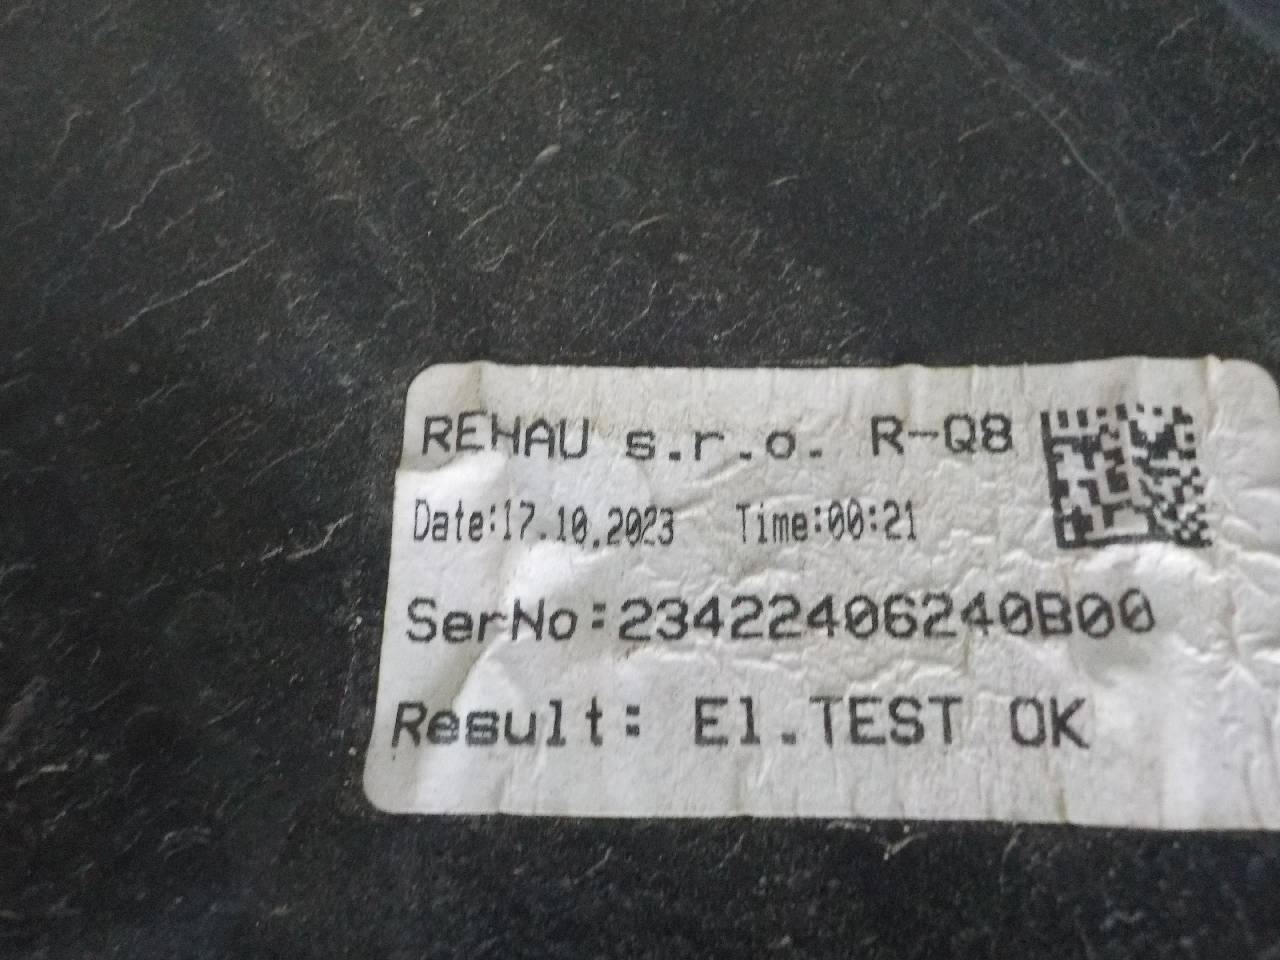 REHAU s.r.o. R-Q8
Date:17.10.2023 Time:00:21
SerNo:23422406240B00
Result: El.TEST OK